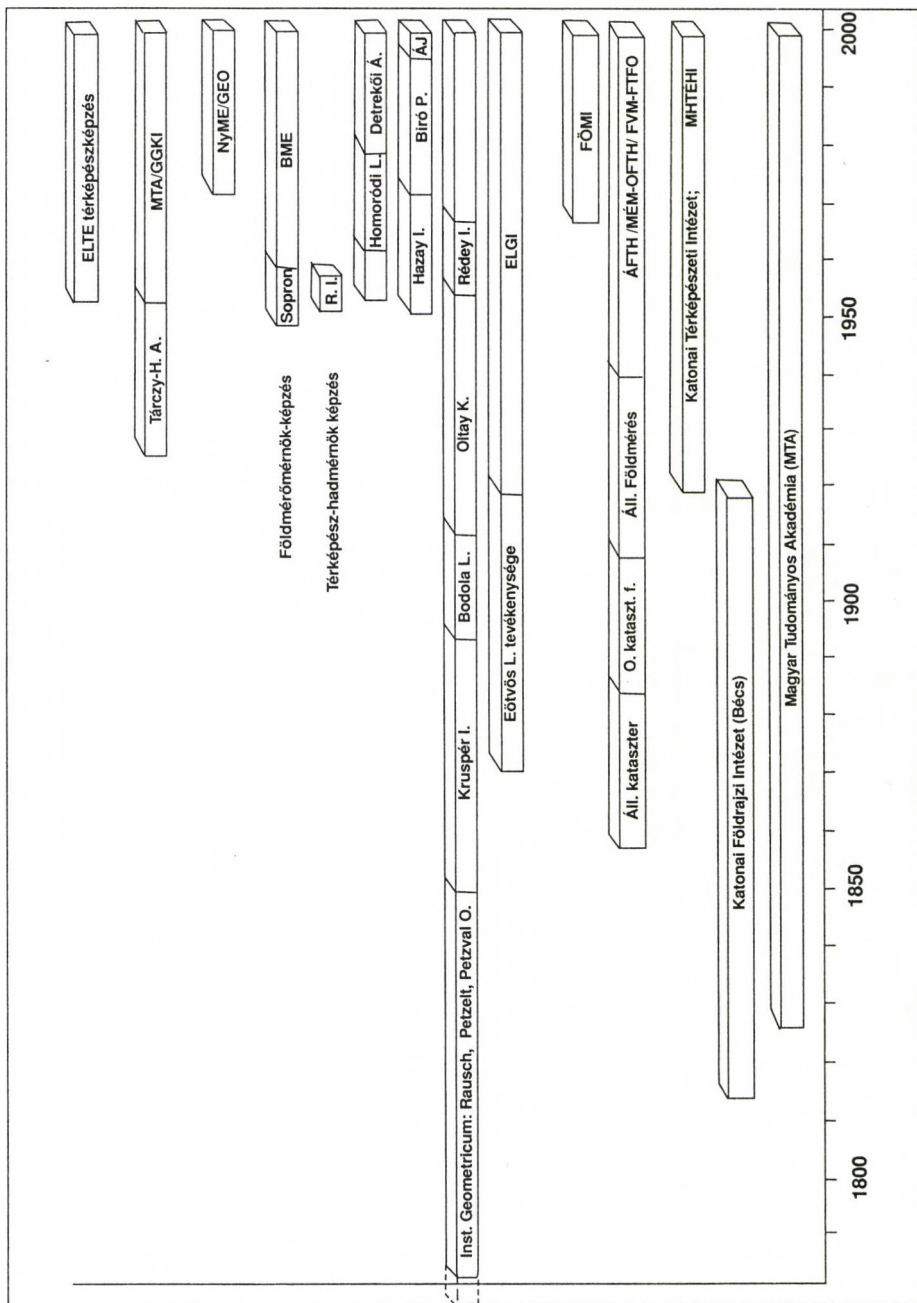 ELTE térképészképzés
Tárczy-H. A.
MTA/GGKI
NyME/GEO
Sopron
BME
Földmérőmérnök-képzés
R. I.
Térképész-hadmérnök képzés
Homoródi L.
Detrekői Á.
Hazay I.
Biró P.
ÁJ
Inst. Geometricum: Rausch, Petzelt, Petzval O.
Kruspér I.
Bodola L.
Oltay K.
Rédey I.
Eötvös L. tevékenysége
ELGI
FÖMI
Áll. kataszter
O. kataszt. f.
Áll. Földmérés
ÁFTH /MÉM-OFTH/ FVM-FTFO
Katonai Térképészeti Intézet;
MHTÉHI
Katonai Földrajzi Intézet (Bécs)
Magyar Tudományos Akadémia (MTA)
1800
1850
1900
1950
2000